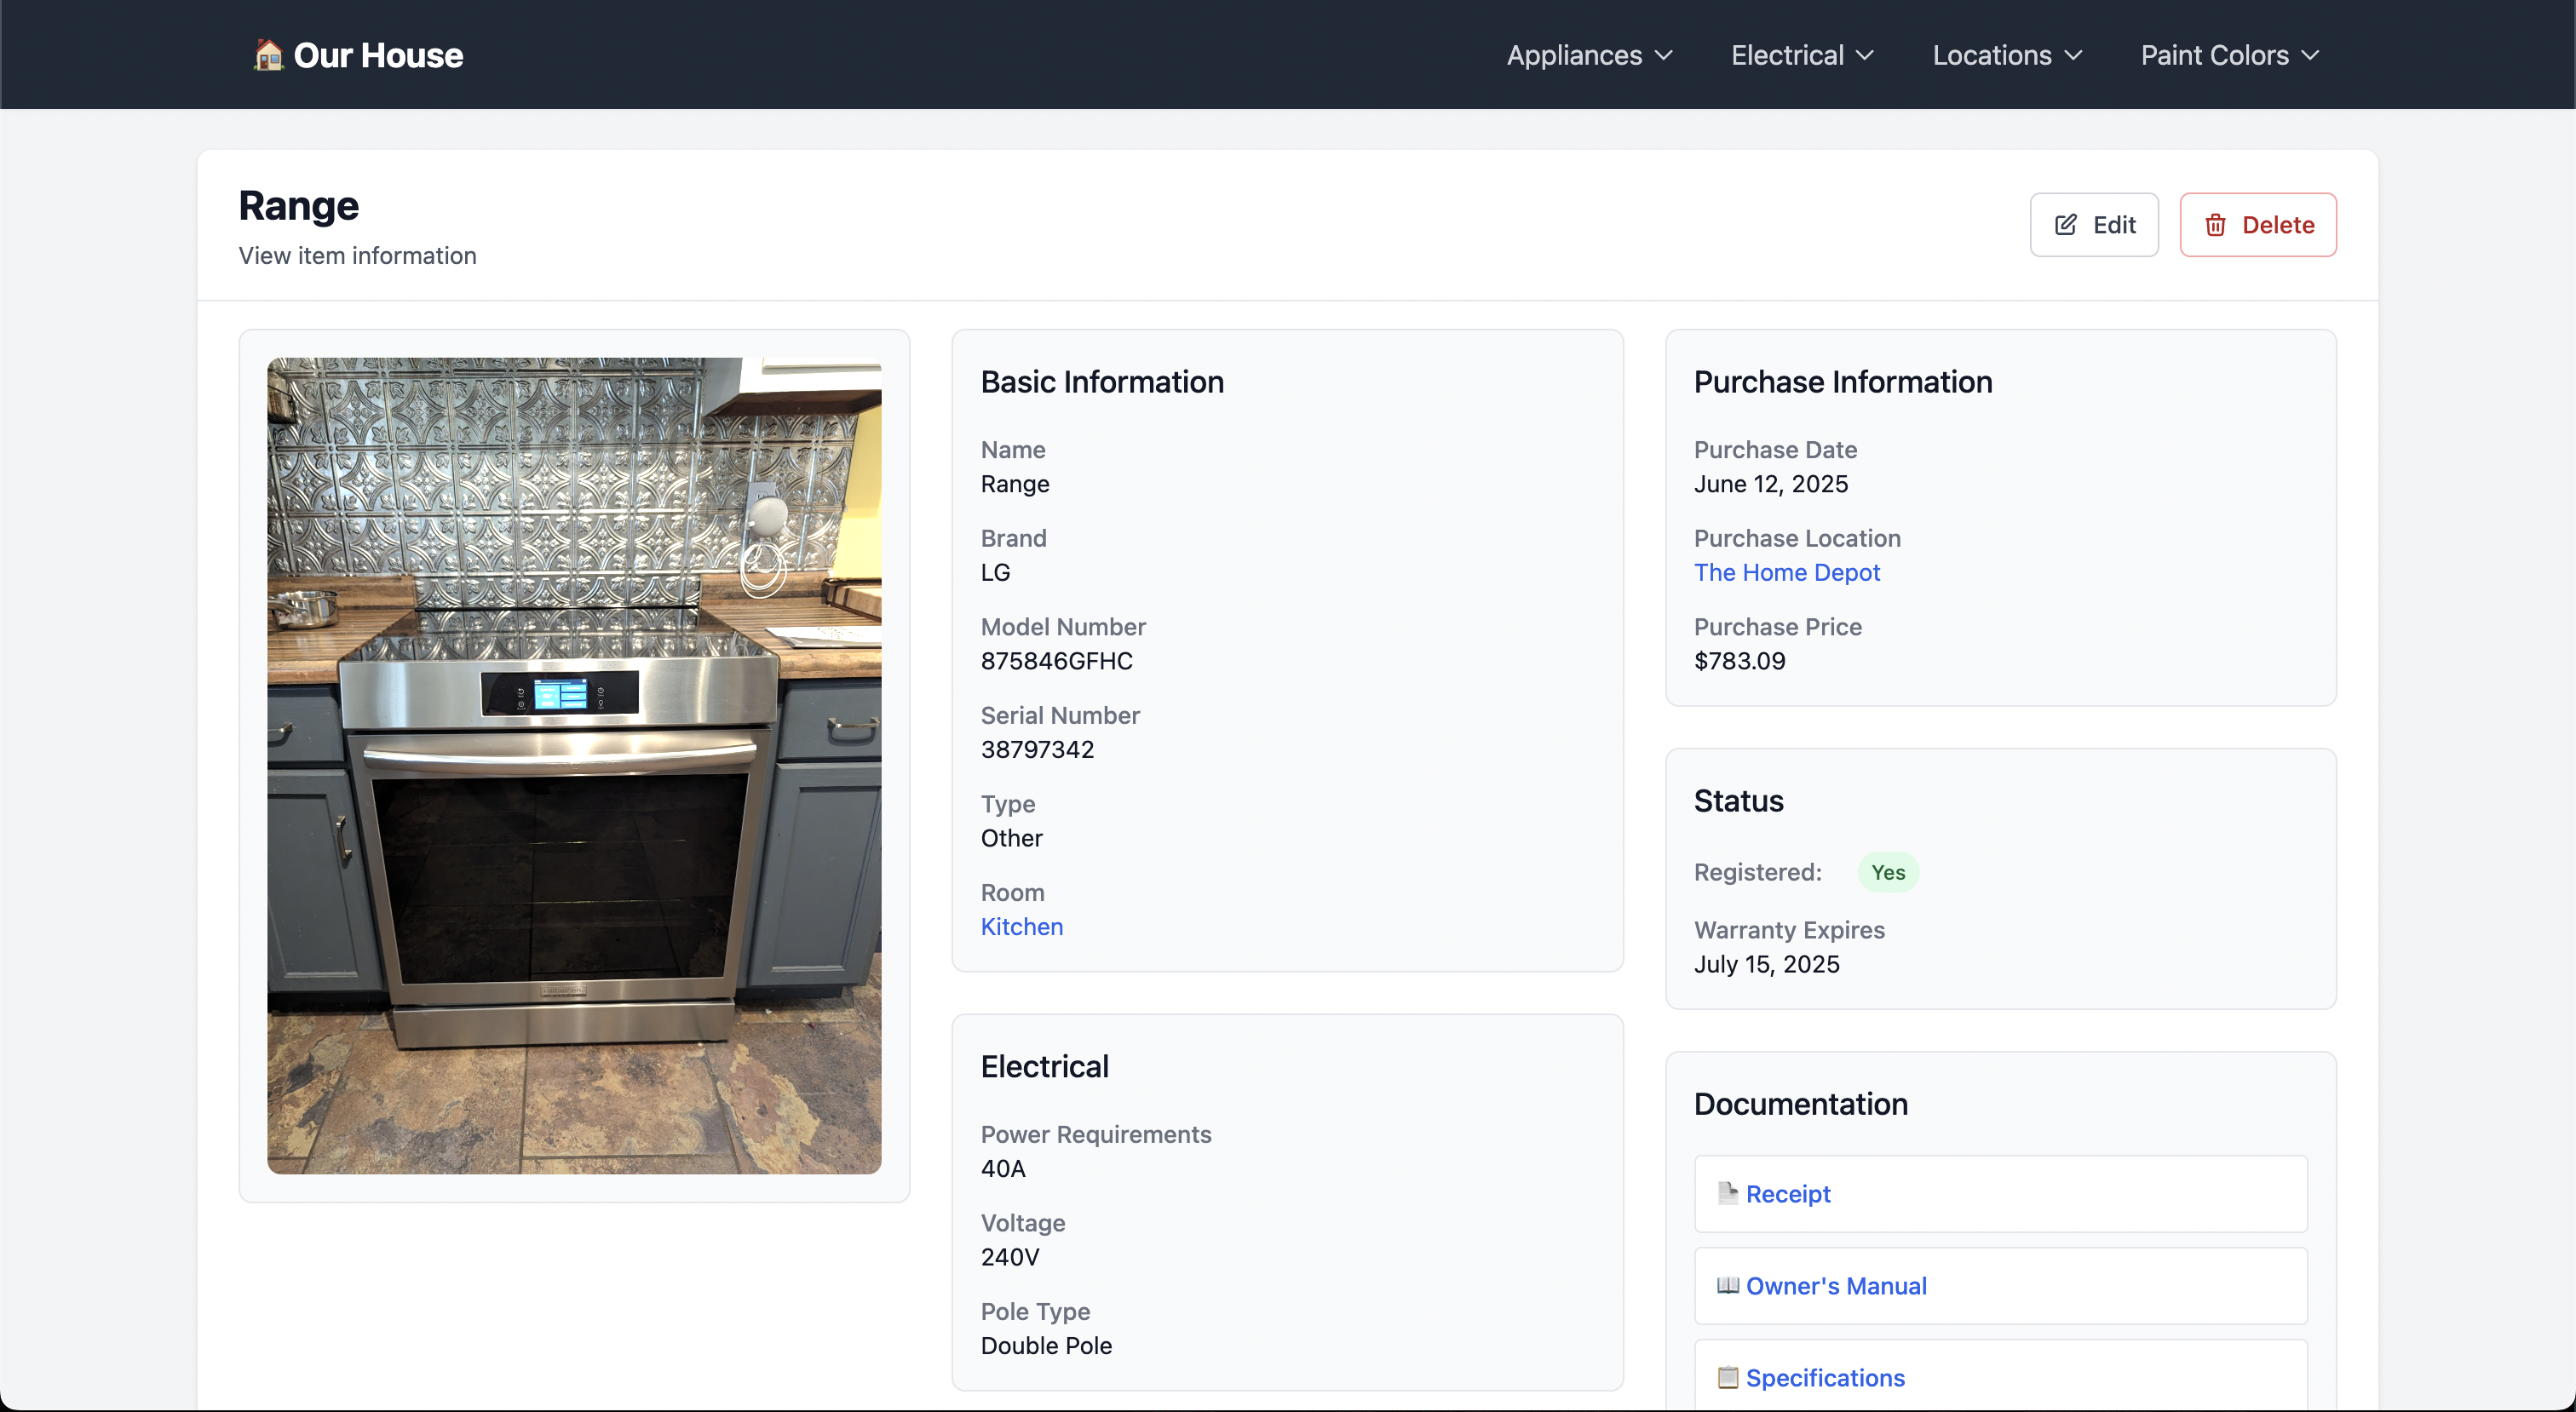 Our House
Appliances
Electrical
Locations
Paint Colors
Range
View item information
Edit
Delete
Basic Information
Name
Range
Brand
LG
Model Number
875846GFHC
Serial Number
38797342
Type
Other
Room
Kitchen
Electrical
Power Requirements
40A
Voltage
240V
Pole Type
Double Pole
Purchase Information
Purchase Date
June 12, 2025
Purchase Location
The Home Depot
Purchase Price
$783.09
Status
Registered: Yes
Warranty Expires
July 15, 2025
Documentation
Receipt
Owner's Manual
Specifications